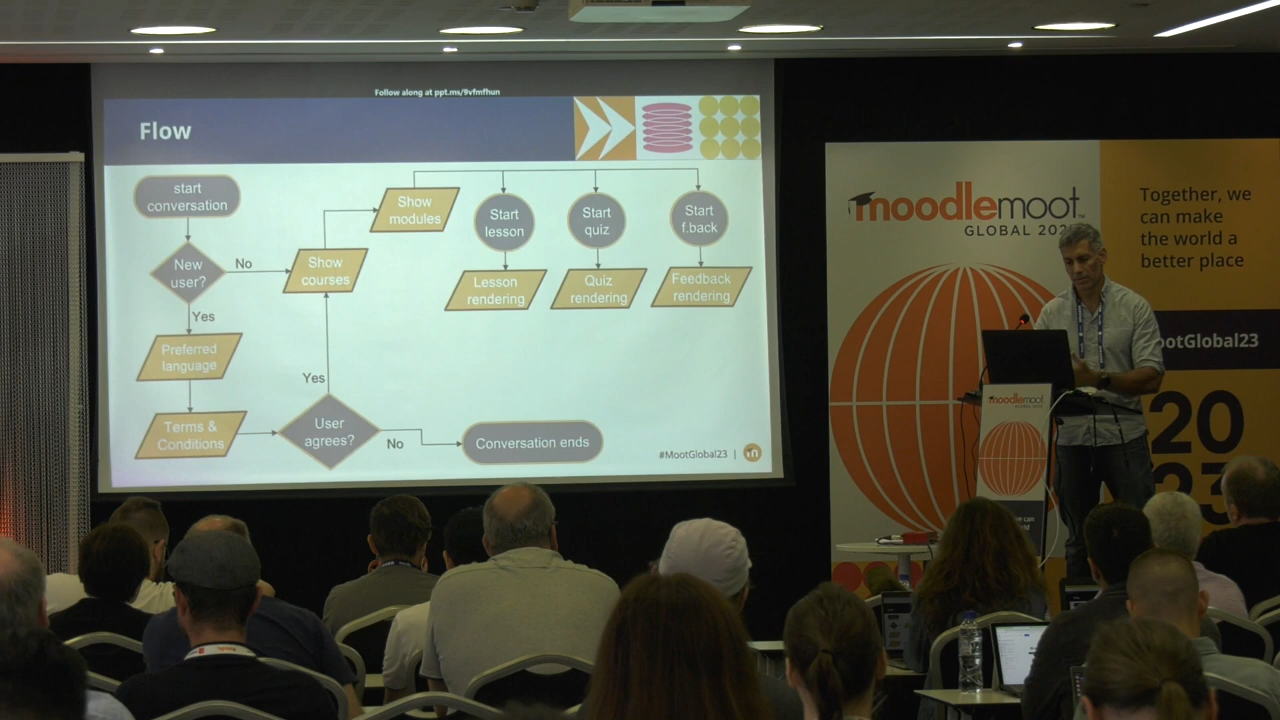 Follow along at ppt.ms/9vfmfhun
Flow
start
conversation
New
user?
No
Yes
Preferred
language
Terms &
Conditions
User
agrees?
Yes
No
Conversation ends
Show
courses
Show
modules
Start
lesson
Start
quiz
Start
f.back
Lesson
rendering
Quiz
rendering
Feedback
rendering
#MootGlobal23 |
moodlemoot
GLOBAL 202
Together, we
can make
the world a
better place
ootGlobal23
20
23
moodlemoot